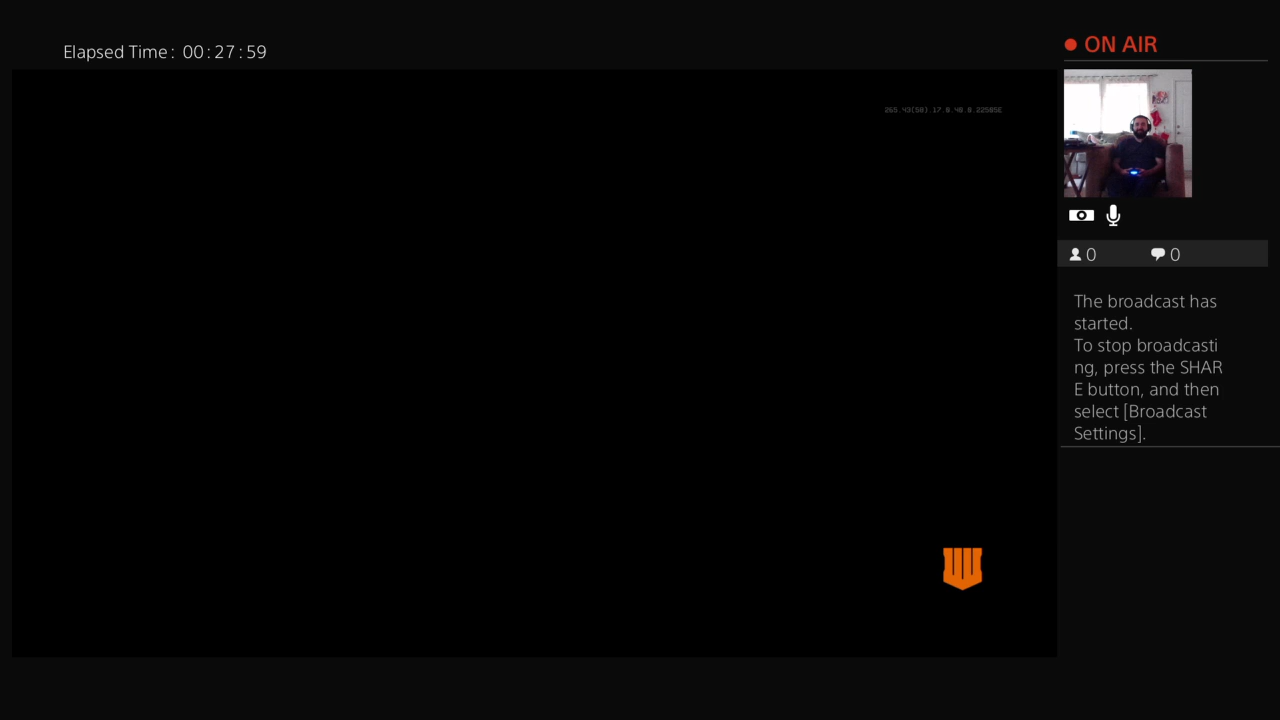 Elapsed Time: 00:27:59
ON AIR
0 0
The broadcast has
started.
To stop broadcasti
ng, press the SHAR
E button, and then
select [Broadcast
Settings].